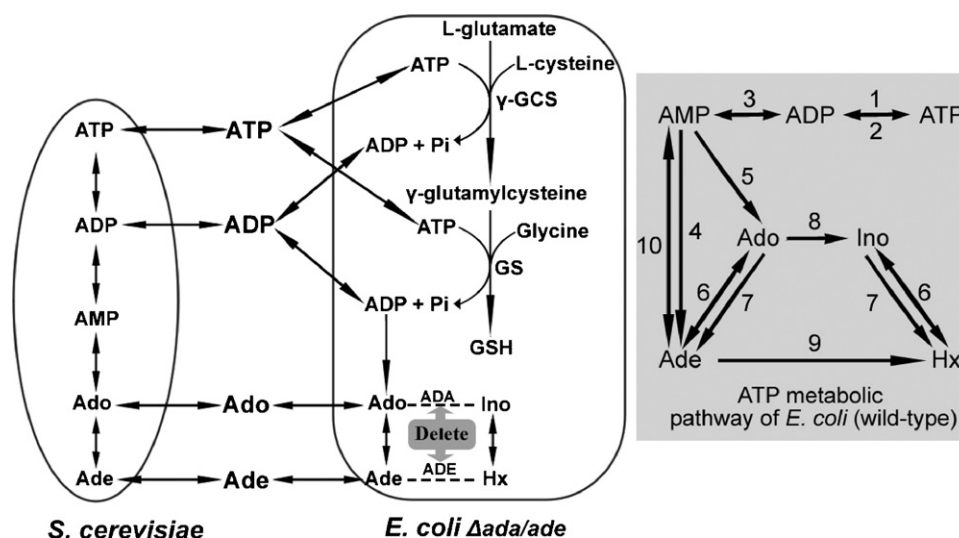 L-glutamate
ATP
L-cysteine
γ-GCS
ADP + Pi
γ-glutamylcysteine
ATP
Glycine
GS
ADP + Pi
GSH
ATP
ATP
ADP
ADP
AMP
Ado
Ado
Ado
ADA
Ino
Delete
Ade
Ade
Ade
ADE
Hx
S. cerevisiae
E. coli Δada/ade
AMP
3
ADP
1
2
ATP
5
10
4
Ado
8
Ino
6
7
7
6
Ade
9
Hx
ATP metabolic
pathway of E. coli (wild-type)